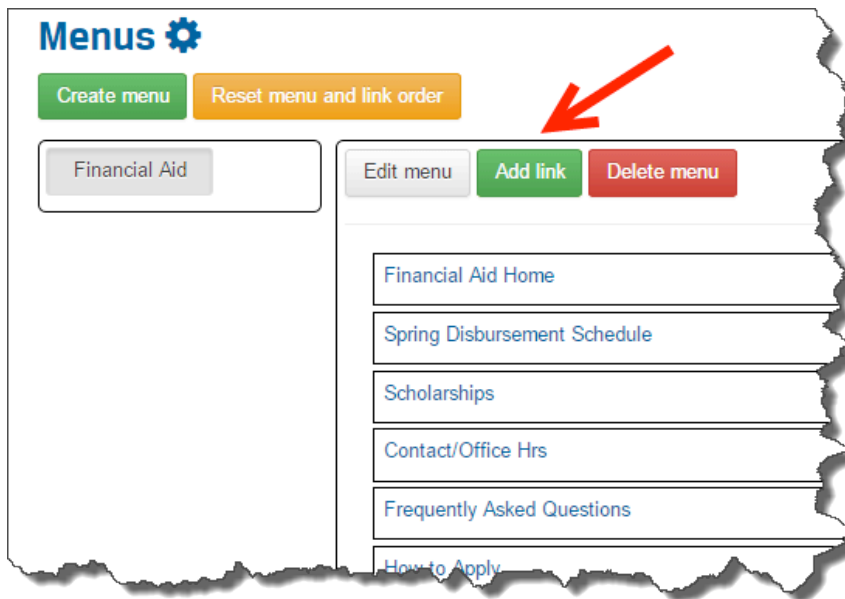 Menus
Create menu Reset menu and link order
Financial Aid
Edit menu Add link Delete menu
Financial Aid Home
Spring Disbursement Schedule
Scholarships
Contact/Office Hrs
Frequently Asked Questions
How to Apply